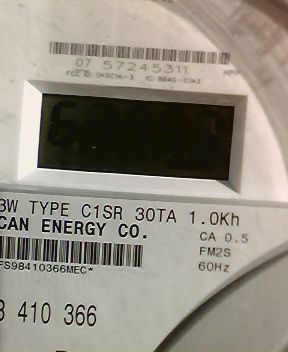 07 57245311
3W TYPE C1SR 30TA 1.0Kh
CAN ENERGY CO.
CA 0.5
FM2S
60Hz
FS98410366MEC*
8 410 366